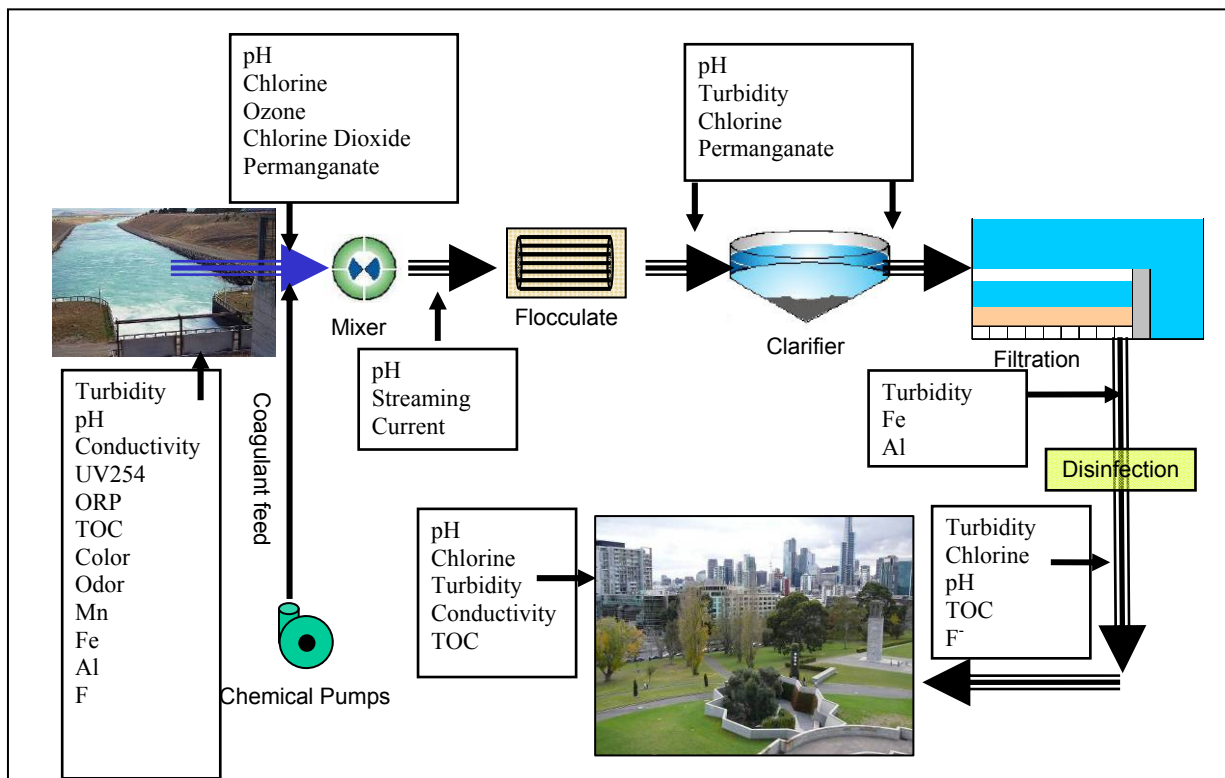 pH
Chlorine
Ozone
Chlorine Dioxide
Permanganate
pH
Turbidity
Chlorine
Permanganate
Mixer
Flocculate
Clarifier
Filtration
Turbidity
pH
Conductivity
UV254
ORP
TOC
Color
Odor
Mn
Fe
Al
F
Coagulant feed
Chemical Pumps
pH
Streaming
Current
Turbidity
Fe
Al
Disinfection
pH
Chlorine
Turbidity
Conductivity
TOC
Turbidity
Chlorine
pH
TOC
F-